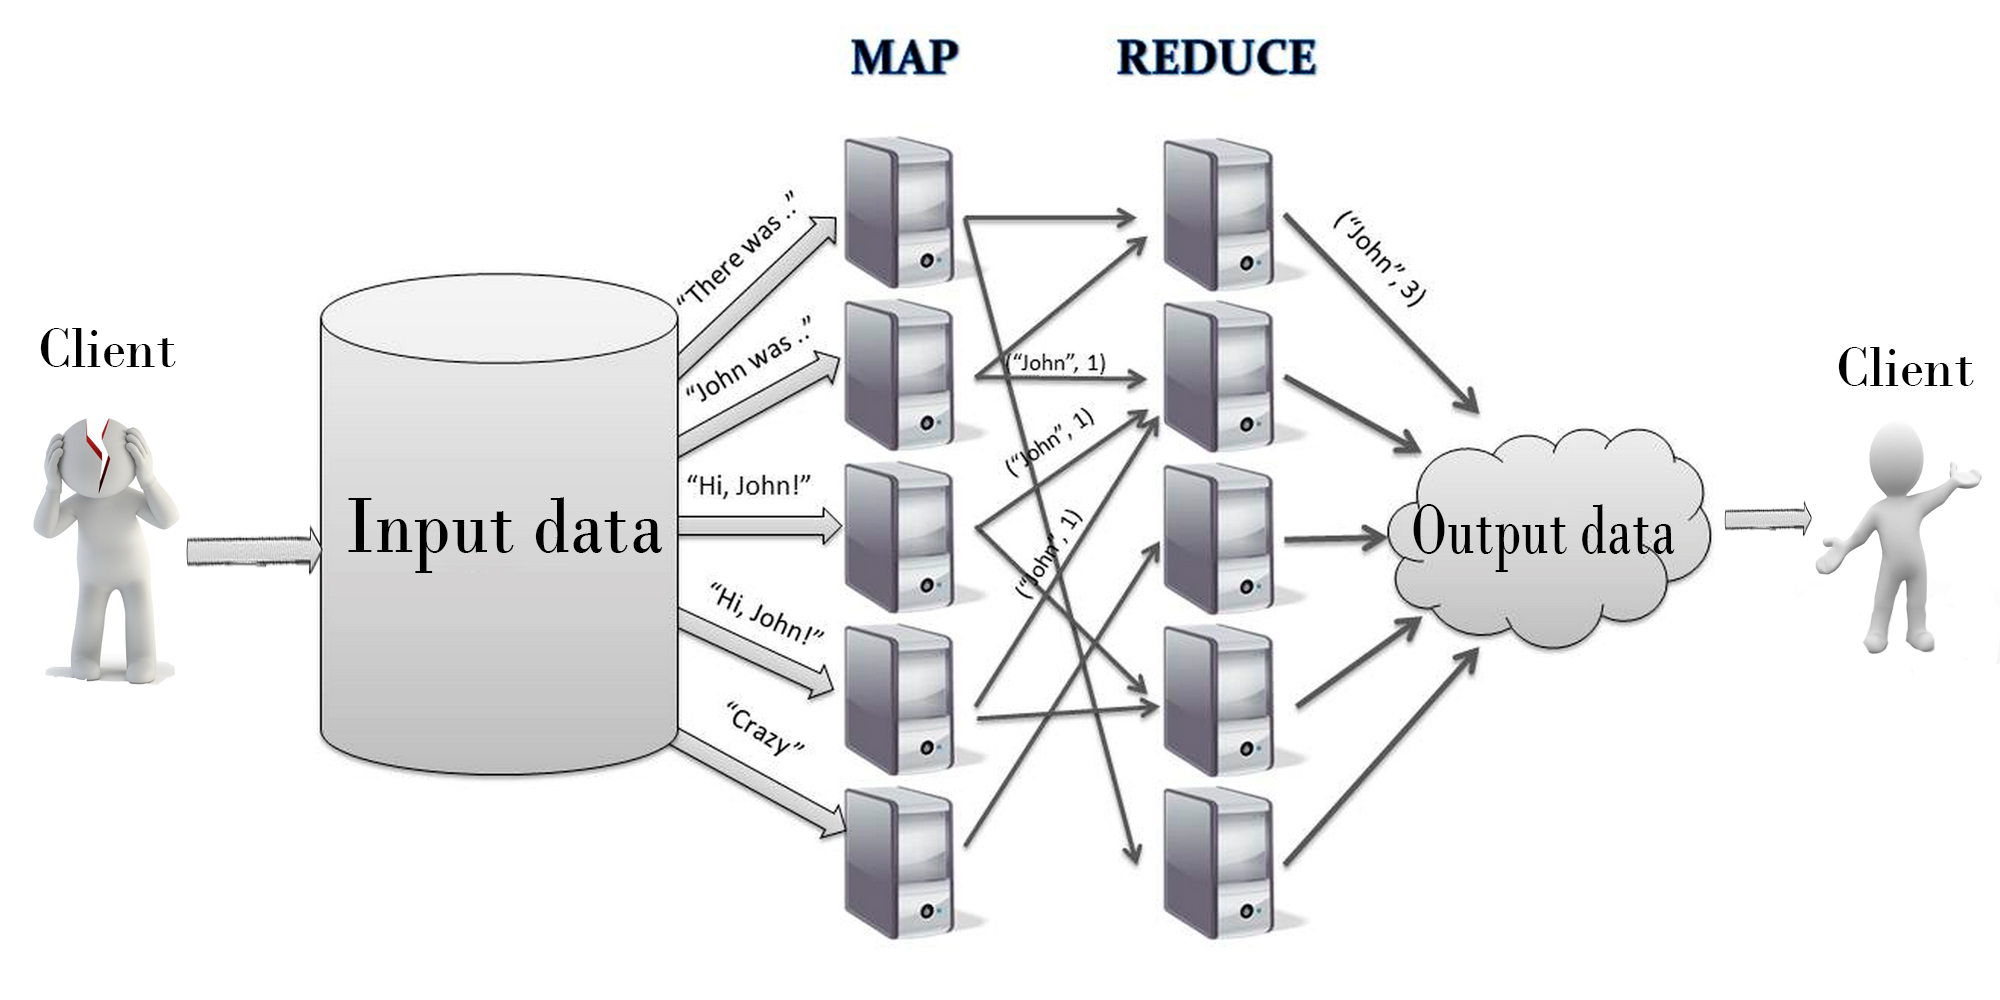 MAP
REDUCE
Client
Input data
“There was ..”
“John was ..”
“Hi, John!”
“Hi, John!”
“Crazy”
(“John”, 1)
(“John”, 1)
(“John”, 1)
(“John”, 3)
Output data
Client